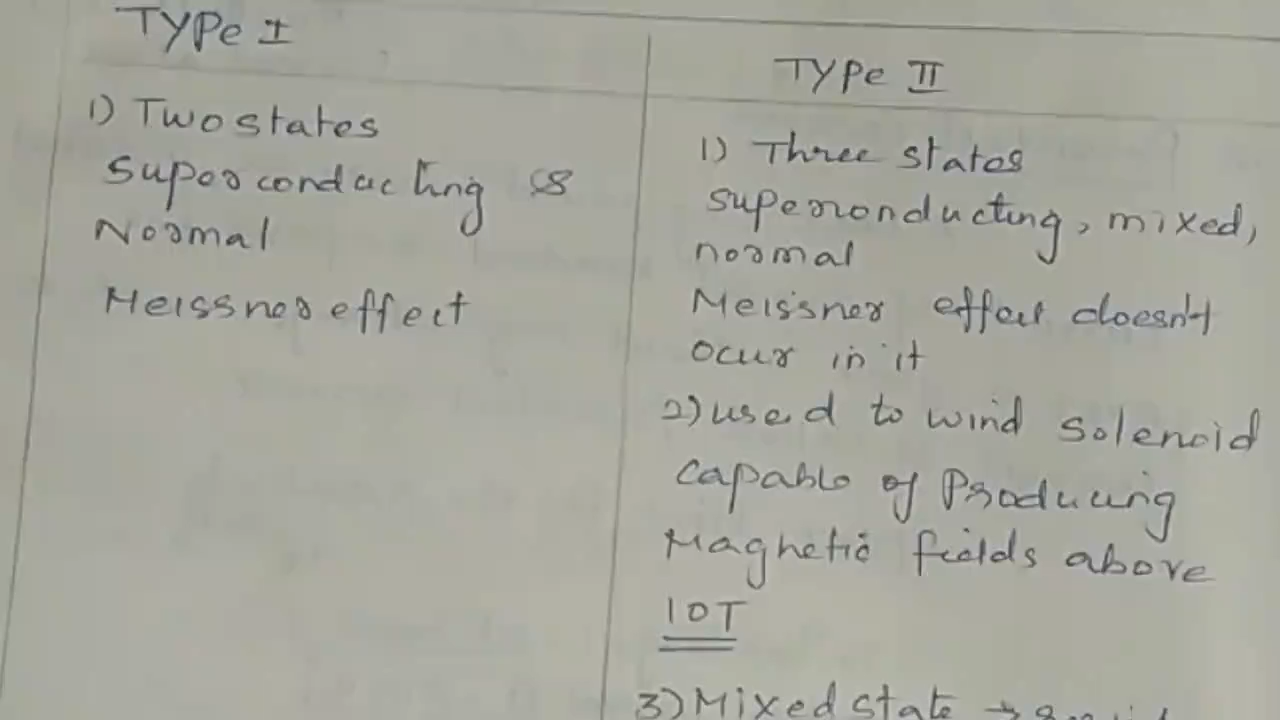 Type I
1) Two states
Superconducting &
Normal
Meissner effect
Type II
1) Three states
superconducting, mixed,
normal
Meissner effect doesn't
ocur in it
2) used to wind solenoid
capable of Producing
Magnetic fields above
10T
3) Mixed state →